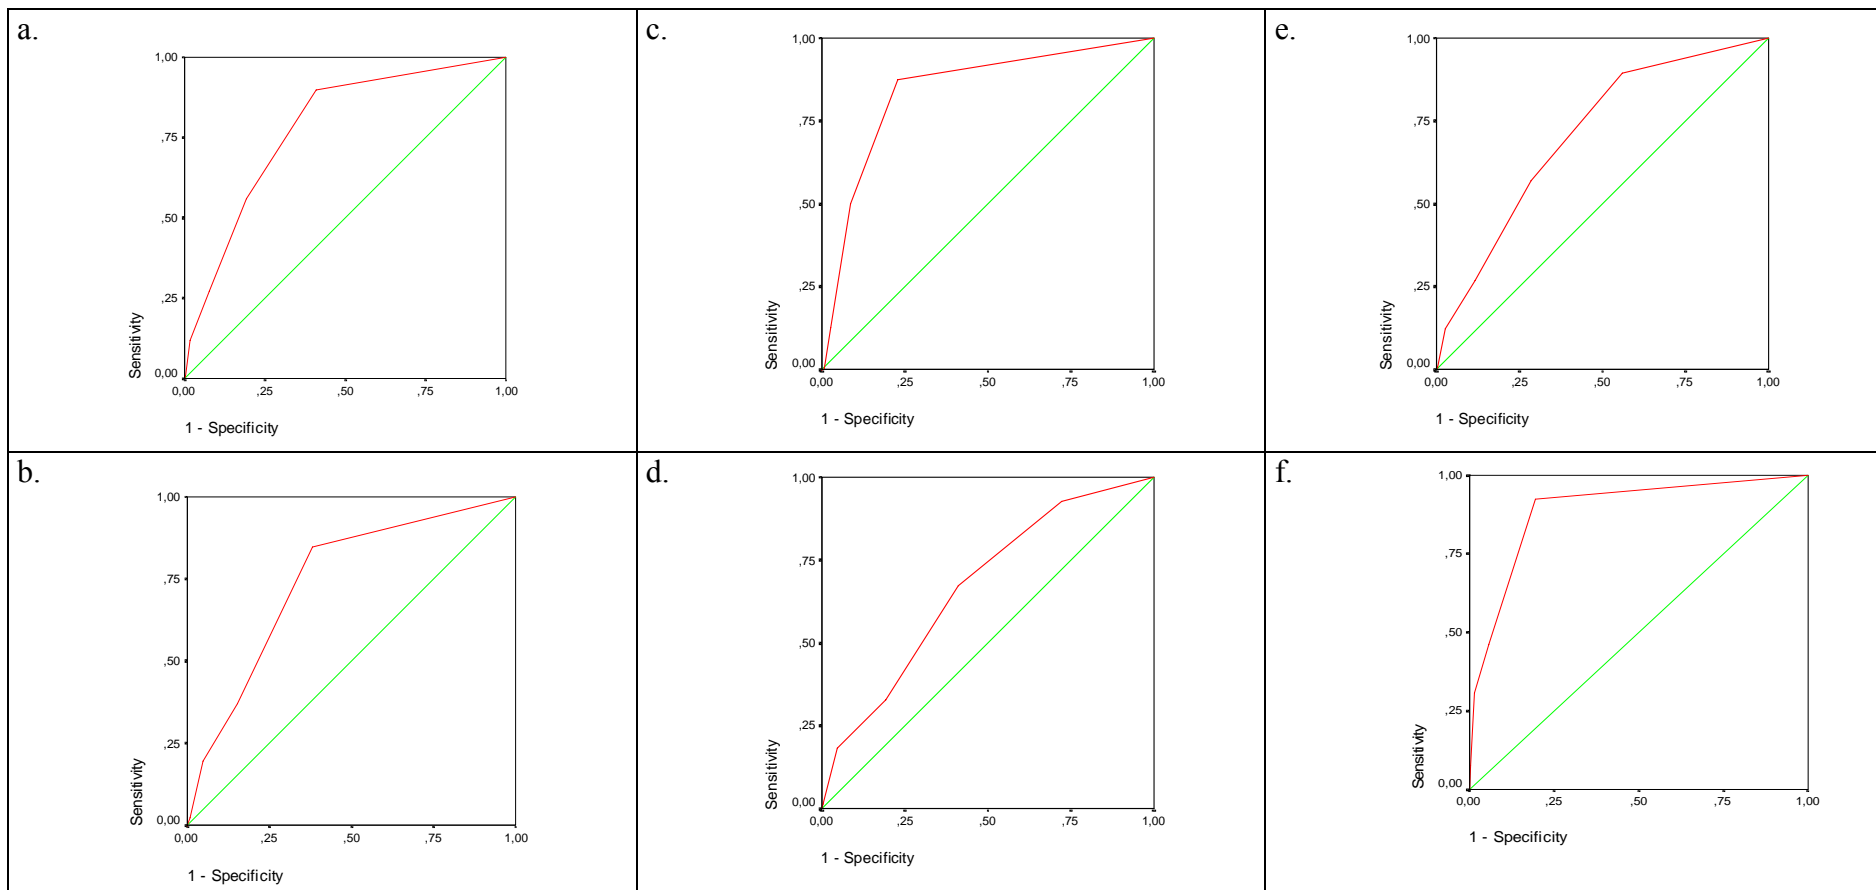 a.
1,00
,75
,50
,25
0,00
Sensitivity
0,00 ,25 ,50 ,75 1,00
1 - Specificity
c.
1,00
,75
,50
,25
0,00
Sensitivity
0,00 ,25 ,50 ,75 1,00
1 - Specificity
e.
1,00
,75
,50
,25
0,00
Sensitivity
0,00 ,25 ,50 ,75 1,00
1 - Specificity
b.
1,00
,75
,50
,25
0,00
Sensitivity
0,00 ,25 ,50 ,75 1,00
1 - Specificity
d.
1,00
,75
,50
,25
0,00
Sensitivity
0,00 ,25 ,50 ,75 1,00
1 - Specificity
f.
1,00
,75
,50
,25
0,00
Sensitivity
0,00 ,25 ,50 ,75 1,00
1 - Specificity